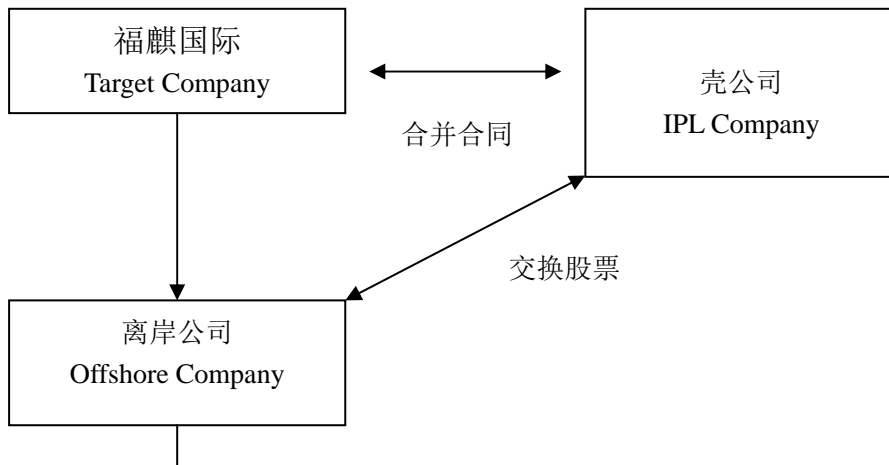 福麒国际
Target Company
壳公司
IPL Company
合并合同
交换股票
离岸公司
Offshore Company